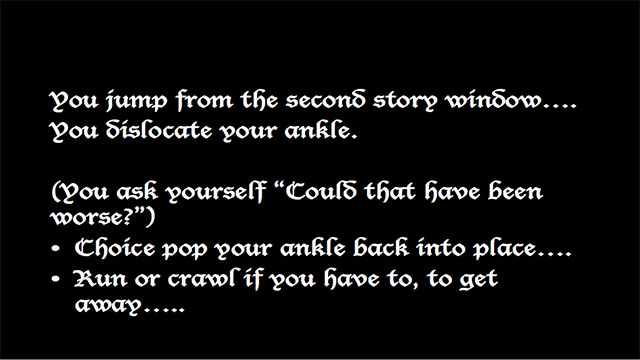 You jump from the second story window....
You dislocate your ankle.
(You ask yourself “Could that have been
worse?”)
• Choice pop your ankle back into place....
• Run or crawl if you have to, to get
away.....